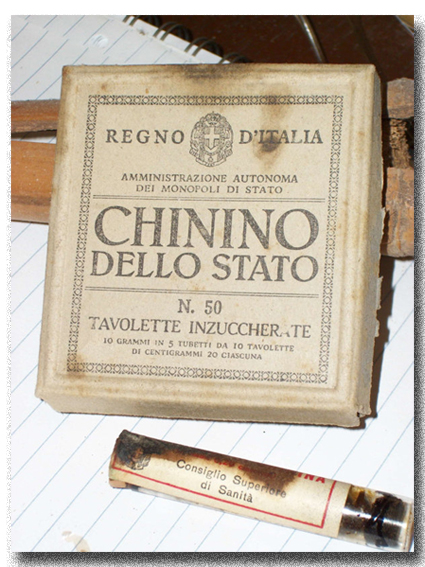 REGNO D'ITALIA
AMMINISTRAZIONE AUTONOMA
DEI MONOPOLI DI STATO
CHININO
DELLO STATO
N. 50
TAVOLETTE INZUCCHERATE
10 GRAMMI IN 5 TUBETTI DA 10 TAVOLETTE
DI CENTIGRAMMI 20 CIASCUNA
Consiglio Superiore
di Sanità